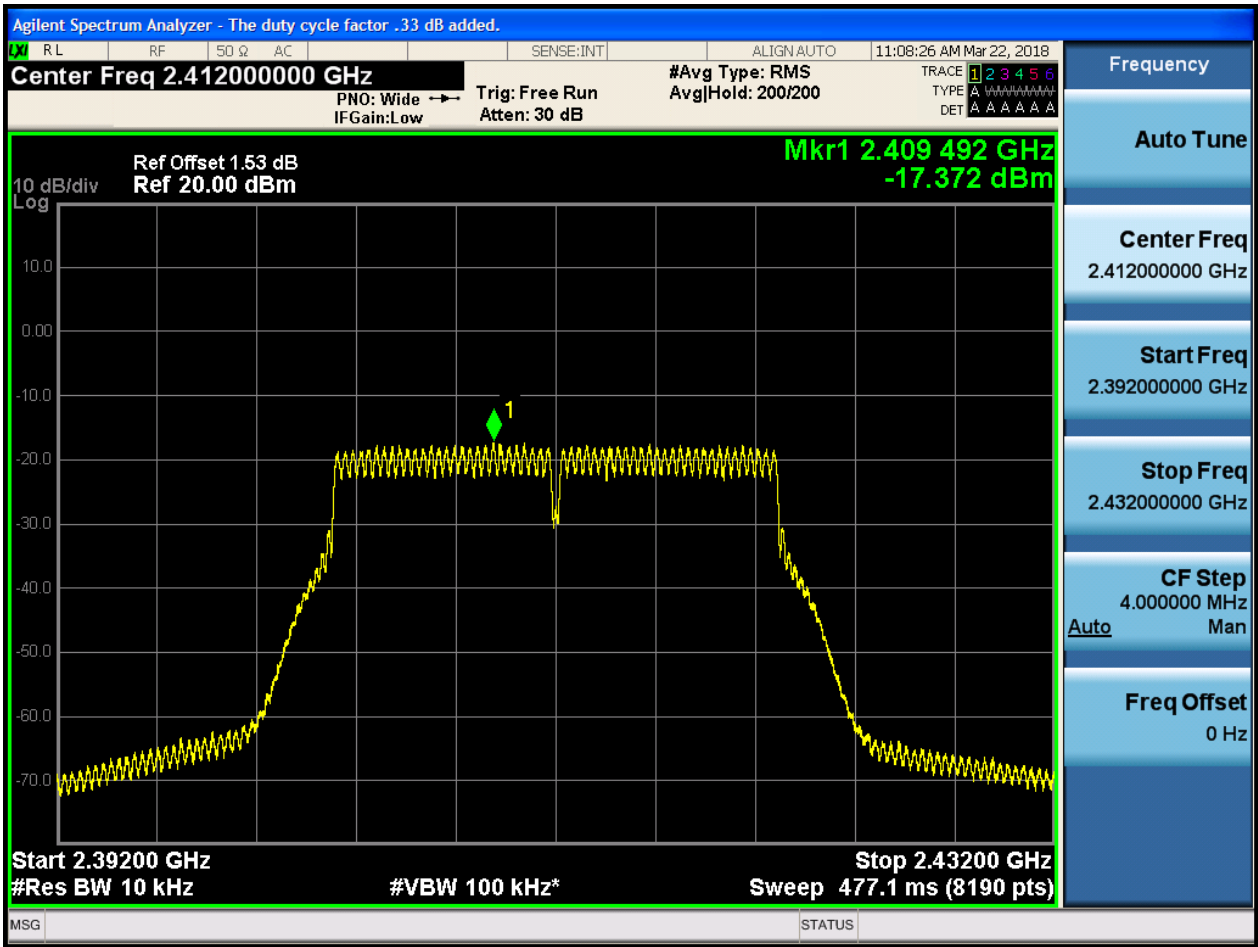 Agilent Spectrum Analyzer - The duty cycle factor .33 dB added.
LXI RL RF 50 Ω AC SENSE:INT ALIGN AUTO 11:08:26 AM Mar 22, 2018
Center Freq 2.412000000 GHz
PNO: Wide
IFGain:Low
Trig: Free Run
Atten: 30 dB
#Avg Type: RMS
Avg|Hold: 200/200
TRACE 1 2 3 4 5 6
TYPE A WWWWW
DET A A A A A A
Mkr1 2.409 492 GHz
-17.372 dBm
Ref Offset 1.53 dB
10 dB/div Ref 20.00 dBm
Log
10.0
0.00
-10.0
1
-20.0
-30.0
-40.0
-50.0
-60.0
-70.0
Start 2.39200 GHz Stop 2.43200 GHz
#Res BW 10 kHz #VBW 100 kHz* Sweep 477.1 ms (8190 pts)
MSG STATUS
Frequency
Auto Tune
Center Freq
2.412000000 GHz
Start Freq
2.392000000 GHz
Stop Freq
2.432000000 GHz
CF Step
4.000000 MHz
Auto Man
Freq Offset
0 Hz